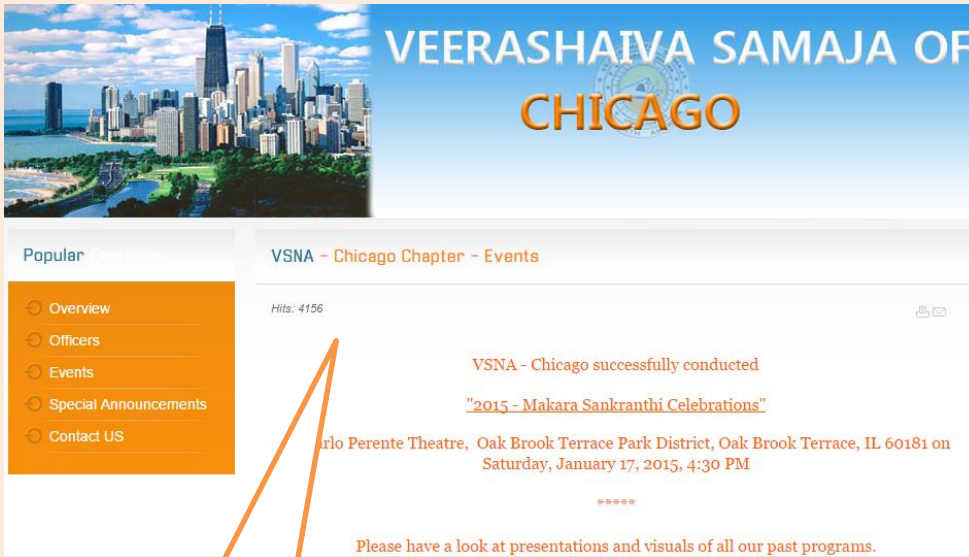 VEERASHAIVA SAMAJA OF
CHICAGO
Popular Features
VSNA - Chicago Chapter - Events
Overview
Officers
Events
Special Announcements
Contact US
Hits: 4156
VSNA - Chicago successfully conducted
"2015 - Makara Sankranthi Celebrations"
Perente Theatre, Oak Brook Terrace Park District, Oak Brook Terrace, IL 60181 on
Saturday, January 17, 2015, 4:30 PM
*****
Please have a look at presentations and visuals of all our past programs.